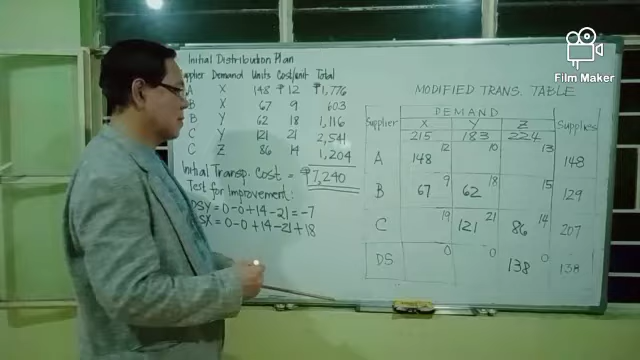 Initial Distribution Plan
Supplier Demand Units Cost/unit Total
A X 148 ₱12 ₱1,776
B X 67 9 603
B Y 62 18 1,116
C Y 121 21 2,541
C Z 86 14 1,204
Initial Transp. Cost = ₱7,240
Test for Improvement:
DSY = 0-0+14-21 = -7
DSX = 0-0+14-21+18
Film Maker
MODIFIED TRANS. TABLE
Supplier DEMAND Supplies
X Y Z
215 183 224
A 148 12 10 13 148
B 67 9 62 18 15 129
C 19 121 21 86 14 207
DS 0 0 138 0 138